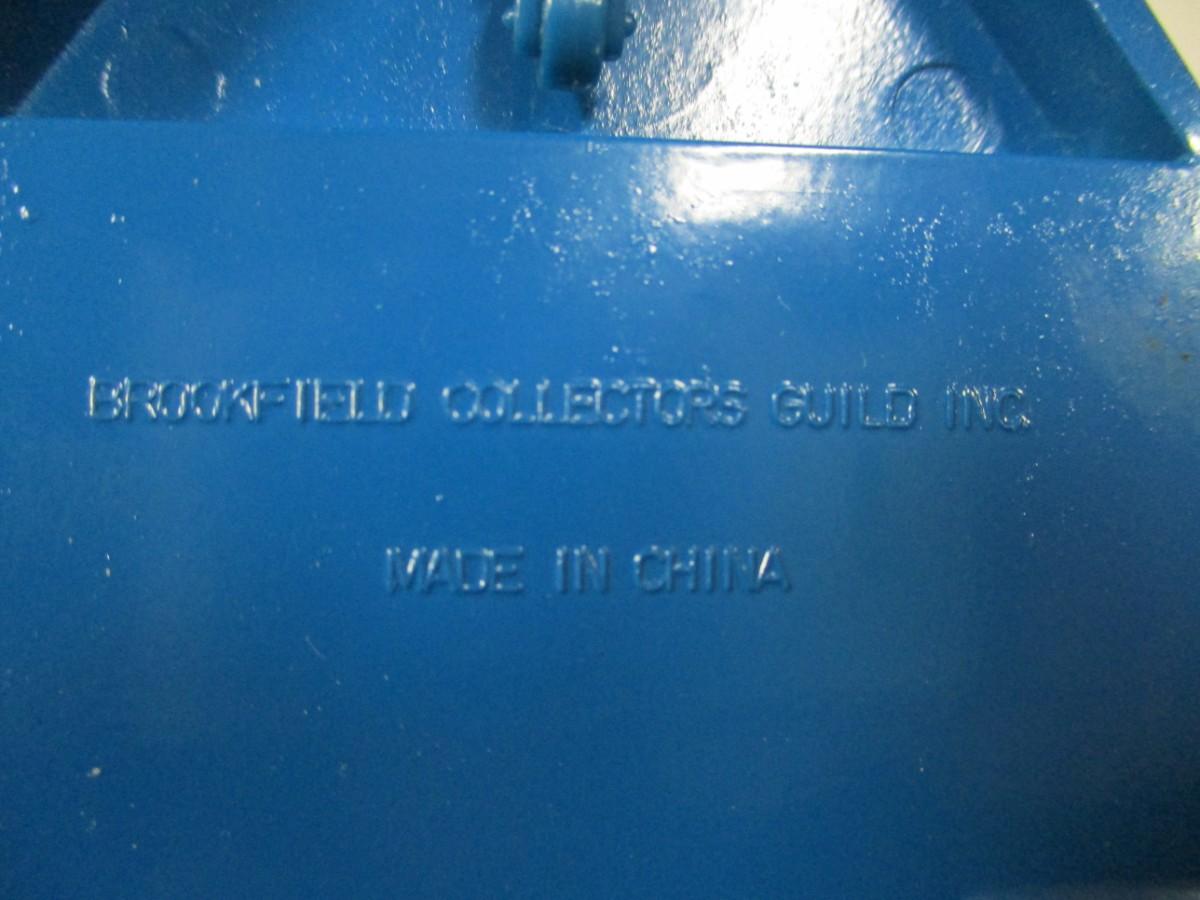 BROOKFIELD COLLECTORS GUILD INC.
MADE IN CHINA